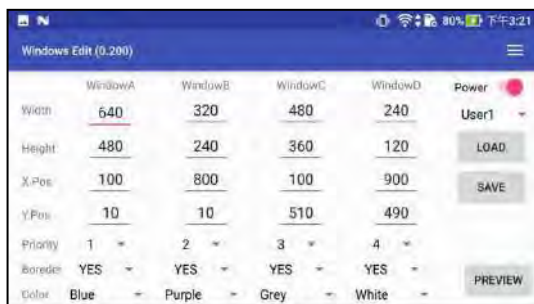 80% 下午3:21
Windows Edit (0.200)
WindowA WindowB WindowC WindowD Power
Width 640 320 480 240 User1
Height 480 240 360 120 LOAD
X.Pos 100 800 100 900 SAVE
Y.Pos 10 10 510 490
Priority 1 2 3 4
Boreder YES YES YES YES PREVIEW
Color Blue Purple Grey White